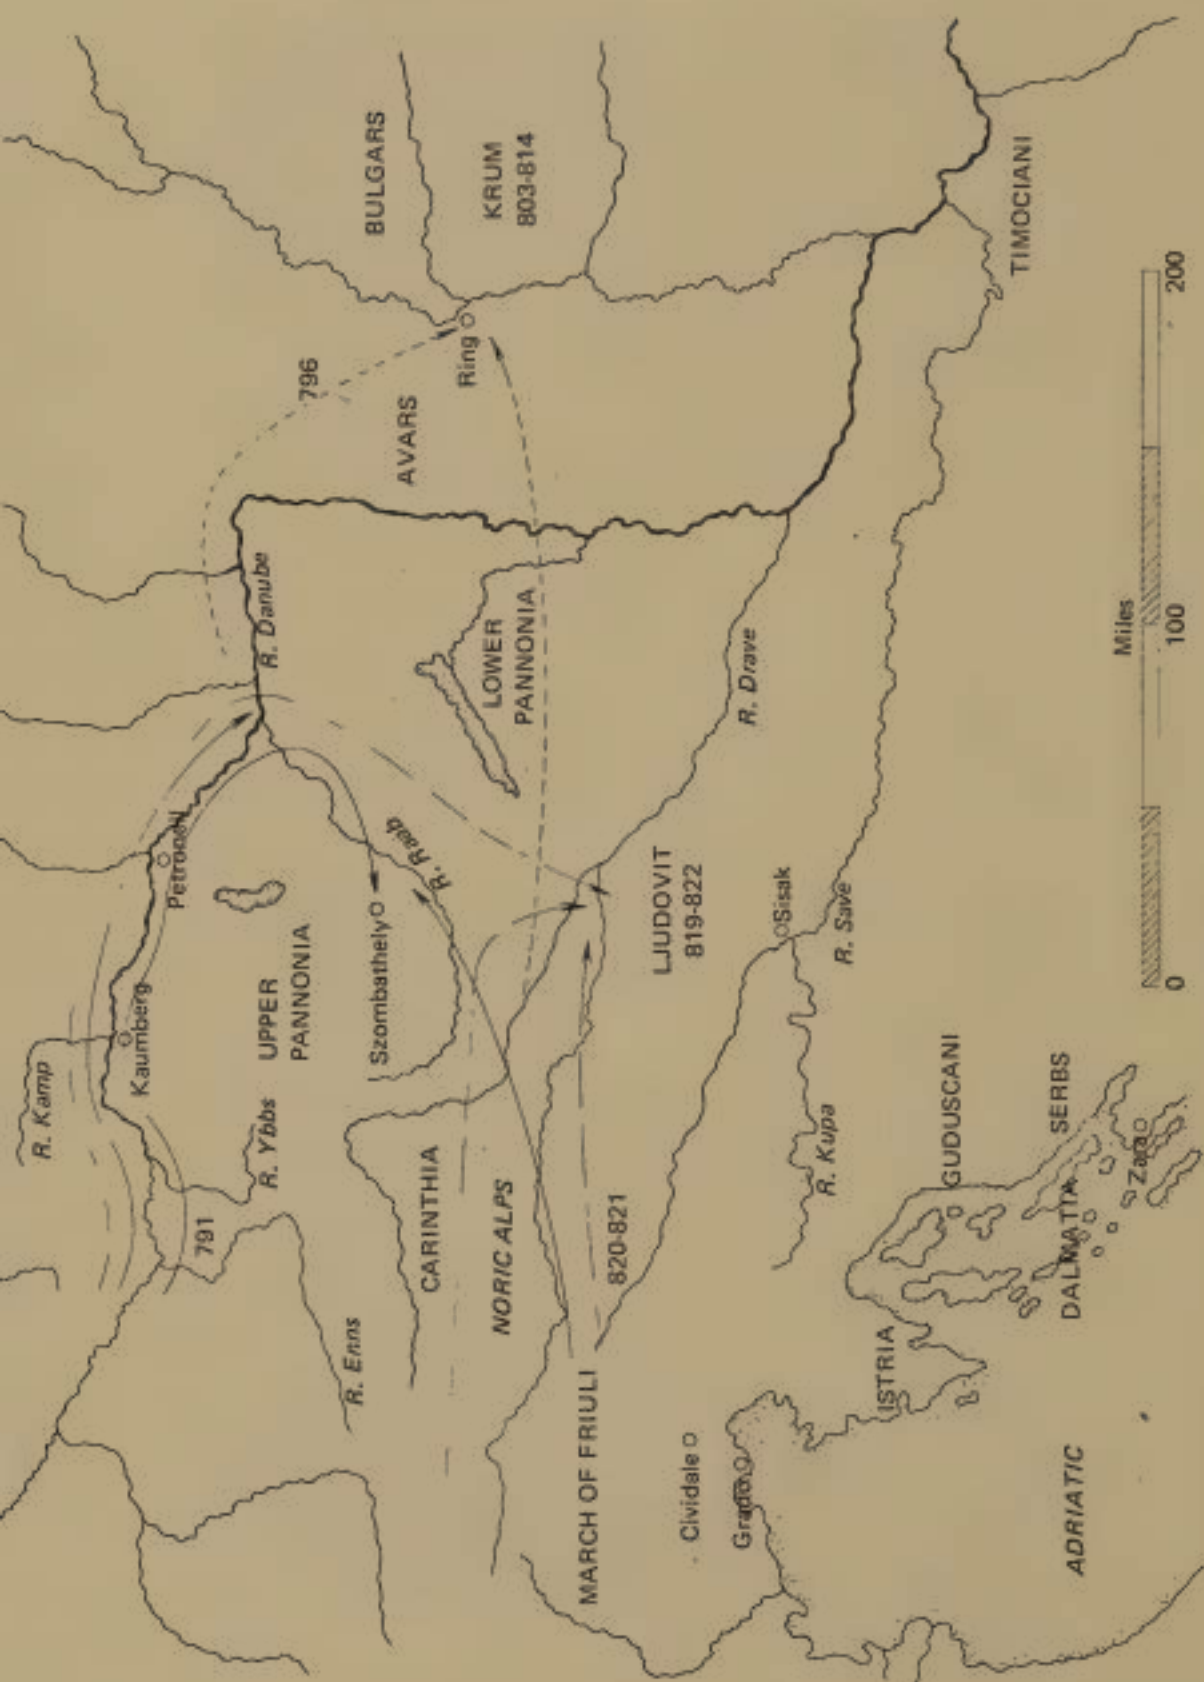 R. Kamp
Kaumberg
Petronell
791
R. Ybbs
UPPER
PANNONIA
R. Danube
796
BULGARS
KRUM
803-814
R. Enns
CARINTHIA
Szombathely
R. Raab
AVARS
Ring
NORIC ALPS
LOWER
PANNONIA
MARCH OF FRIULI
820-821
LJUDOVIT
819-822
R. Drave
Cividale
Grado
Sisak
R. Save
R. Kupa
ISTRIA
GUDUSCANI
TIMOCIANI
ADRIATIC
DALMATIA
SERBS
Zara
Miles
0
100
200